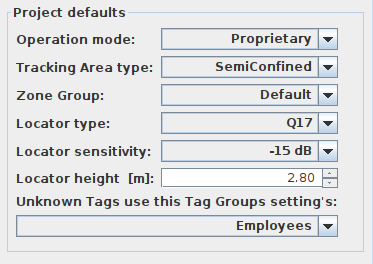 Project defaults
Operation mode: Proprietary
Tracking Area type: SemiConfined
Zone Group: Default
Locator type: Q17
Locator sensitivity: -15 dB
Locator height [m]: 2.80
Unknown Tags use this Tag Groups setting's:
Employees